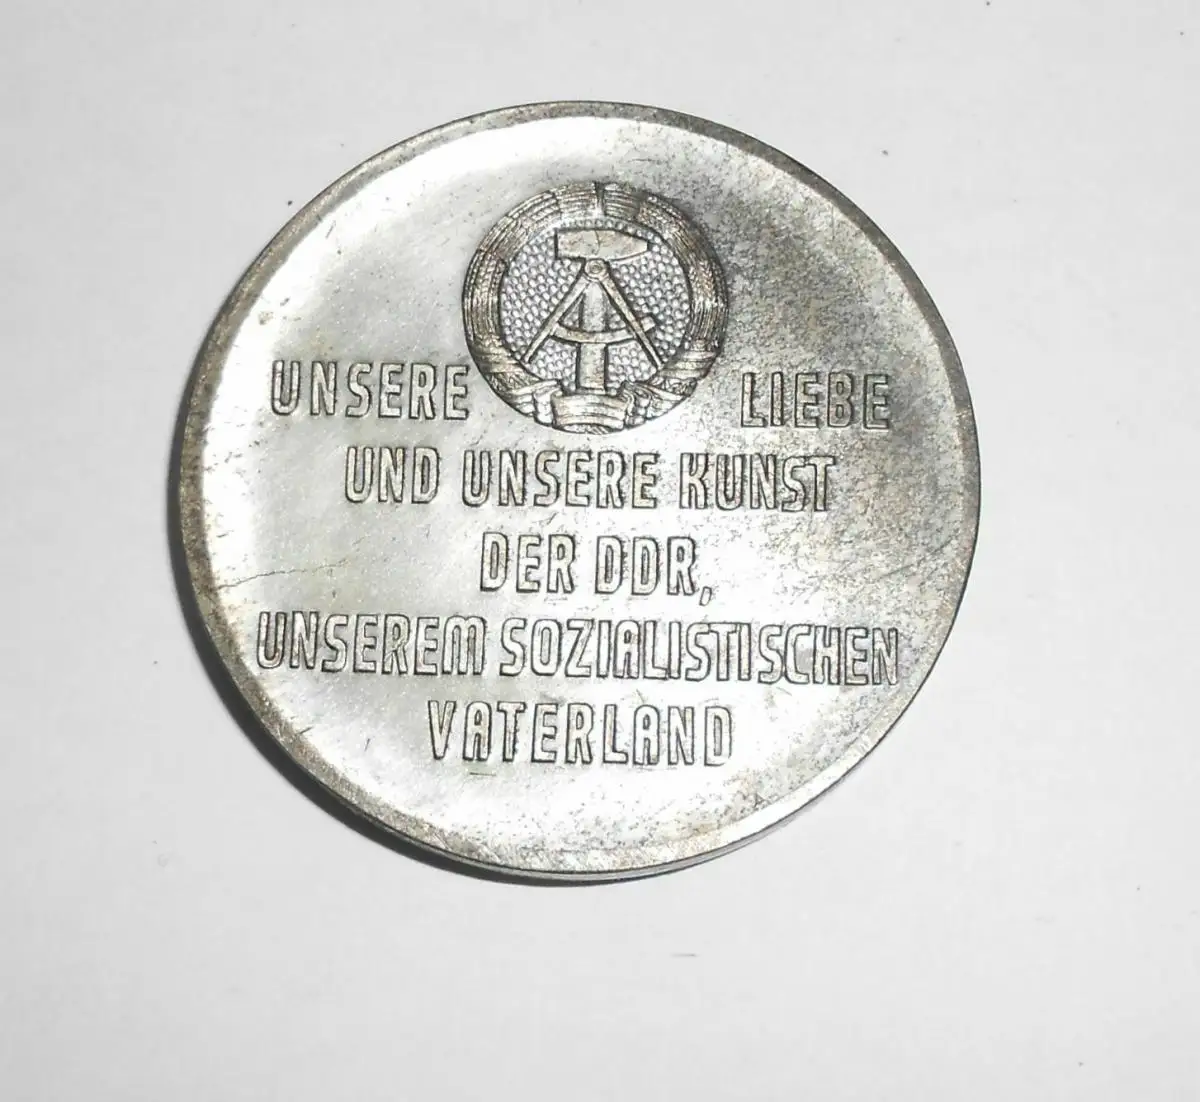 UNSERE LIEBE
UND UNSERE KUNST
DER DDR,
UNSEREM SOZIALISTISCHEN
VATERLAND